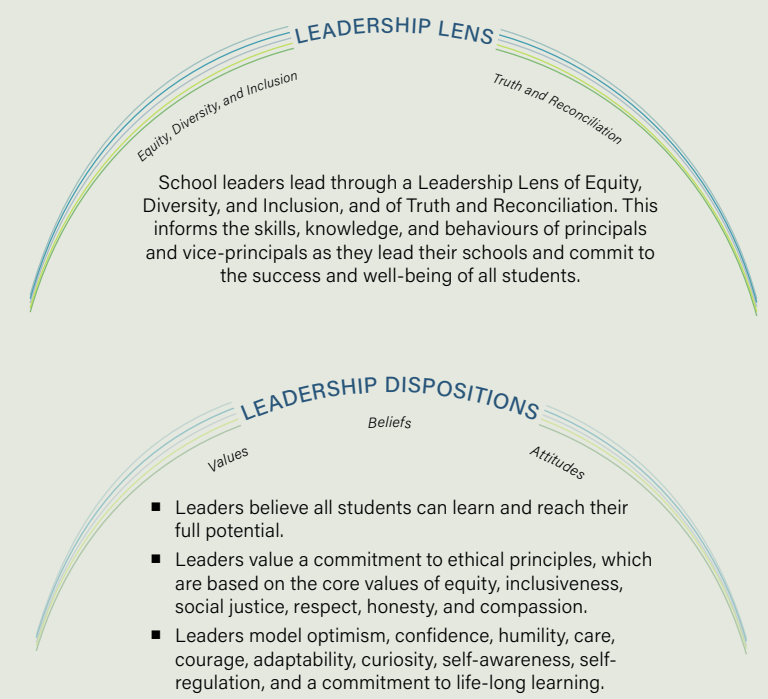 LEADERSHIP LENS
Equity, Diversity, and Inclusion
Truth and Reconciliation
School leaders lead through a Leadership Lens of Equity,
Diversity, and Inclusion, and of Truth and Reconciliation. This
informs the skills, knowledge, and behaviours of principals
and vice-principals as they lead their schools and commit to
the success and well-being of all students.
LEADERSHIP DISPOSITIONS
Values
Beliefs
Attitudes
■ Leaders believe all students can learn and reach their
full potential.
■ Leaders value a commitment to ethical principles, which
are based on the core values of equity, inclusiveness,
social justice, respect, honesty, and compassion.
■ Leaders model optimism, confidence, humility, care,
courage, adaptability, curiosity, self-awareness, self-
regulation, and a commitment to life-long learning.